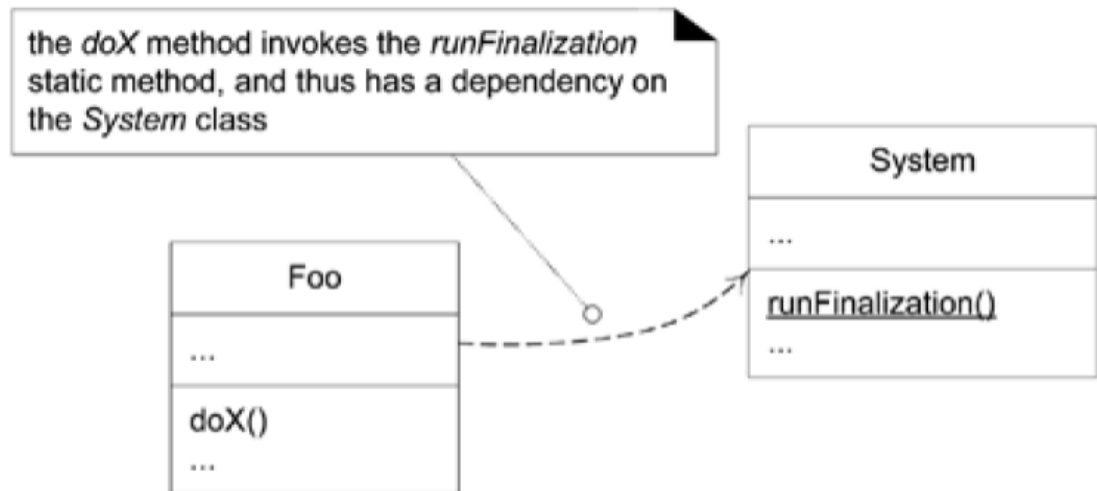 the doX method invokes the runFinalization
static method, and thus has a dependency on
the System class
System
...
runFinalization()
...
Foo
...
doX()
...